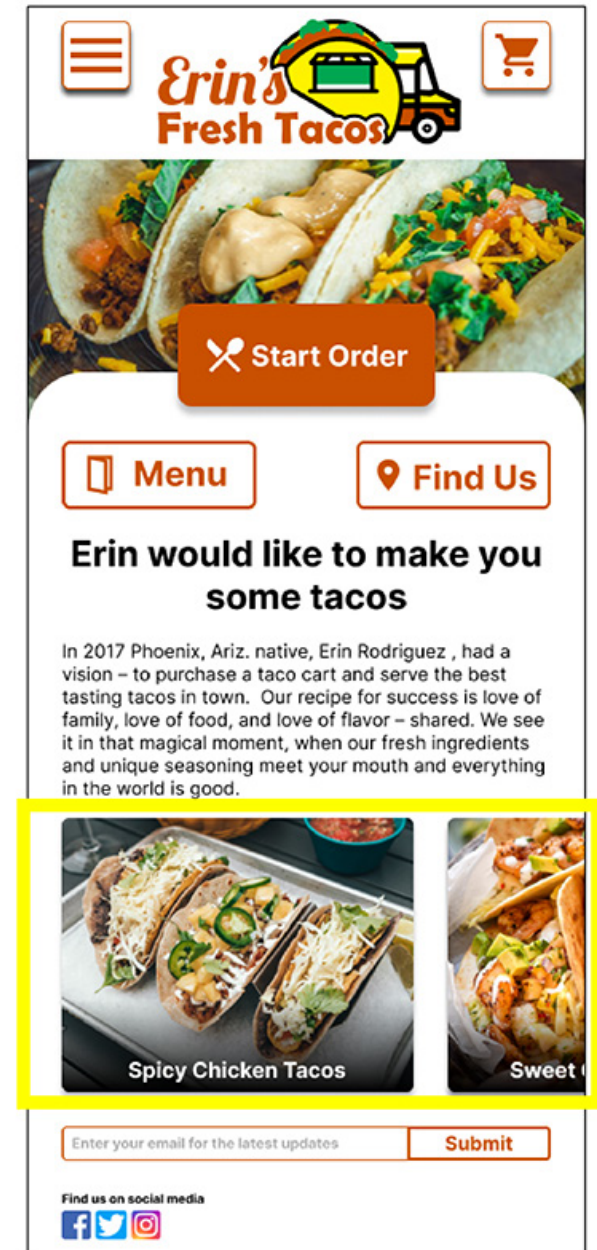 Erin's
Fresh Tacos
Start Order
Menu
Find Us
Erin would like to make you
some tacos
In 2017 Phoenix, Ariz. native, Erin Rodriguez , had a
vision – to purchase a taco cart and serve the best
tasting tacos in town.  Our recipe for success is love of
family, love of food, and love of flavor – shared. We see
it in that magical moment, when our fresh ingredients
and unique seasoning meet your mouth and everything
in the world is good.
Spicy Chicken Tacos
Sweet
Enter your email for the latest updates
Submit
Find us on social media